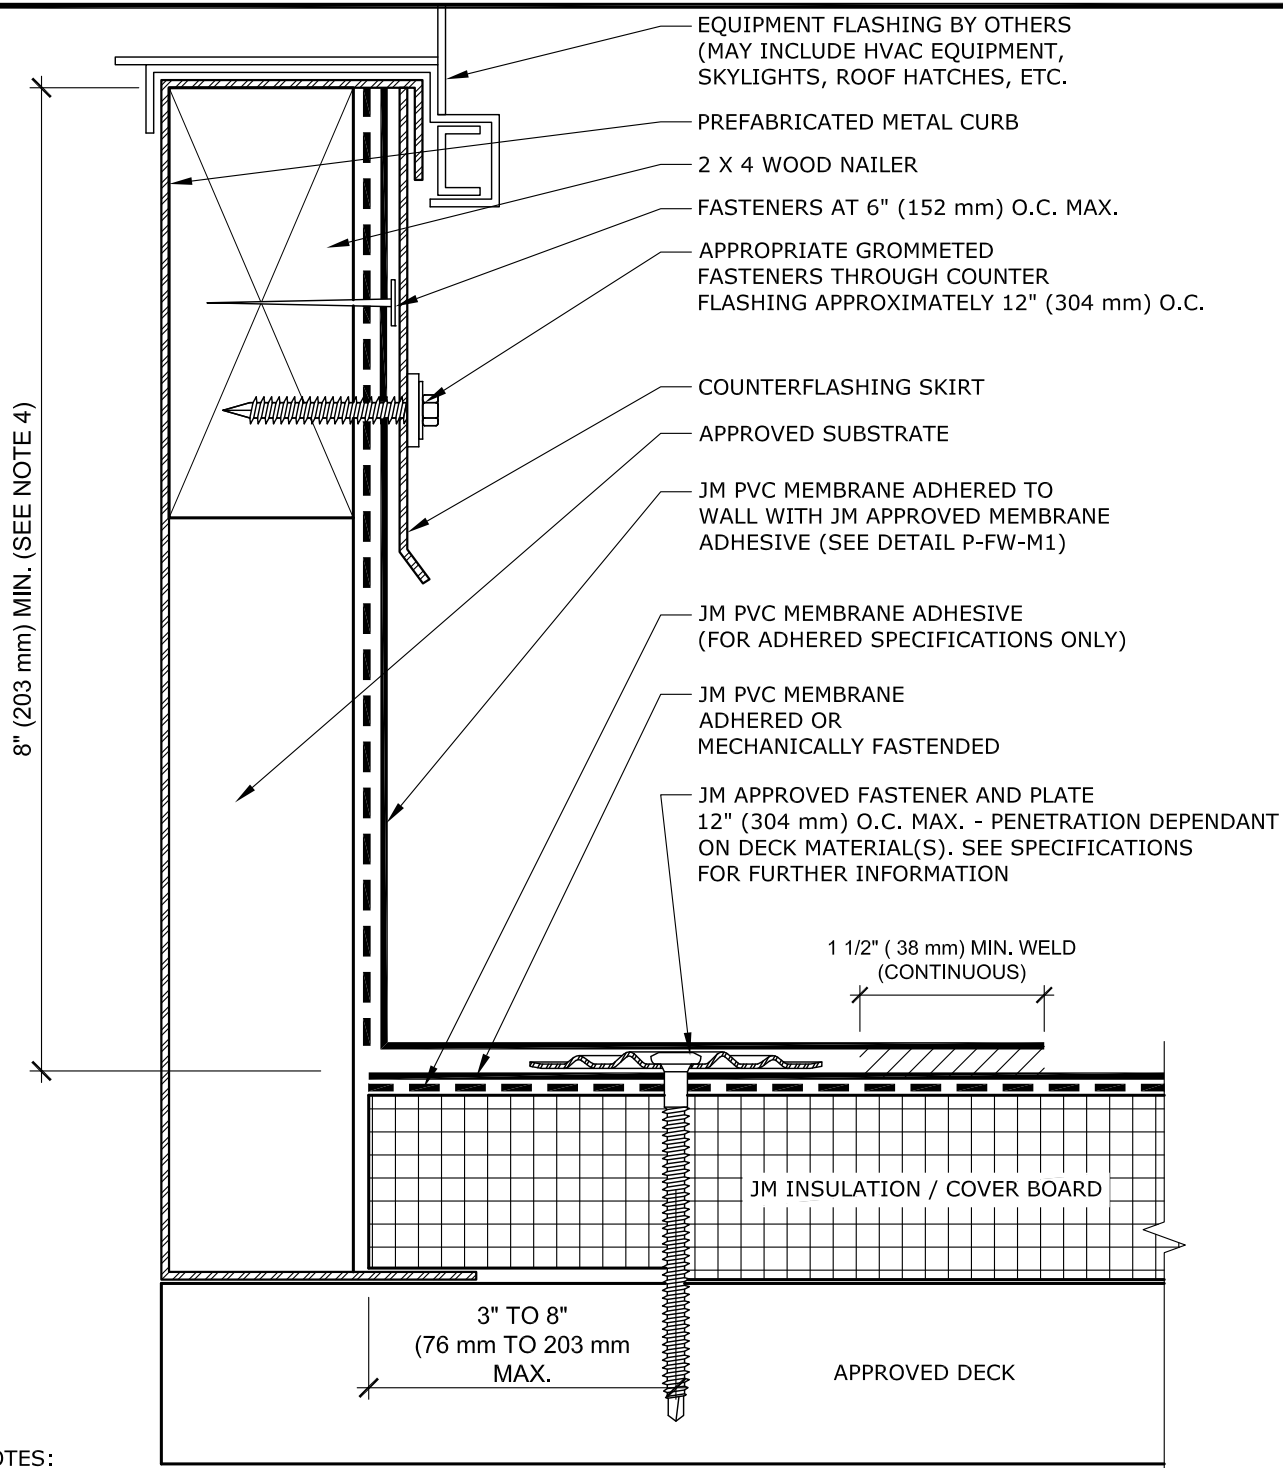 EQUIPMENT FLASHING BY OTHERS
(MAY INCLUDE HVAC EQUIPMENT,
SKYLIGHTS, ROOF HATCHES, ETC.
PREFABRICATED METAL CURB
2 X 4 WOOD NAILER
FASTENERS AT 6" (152 mm) O.C. MAX.
APPROPRIATE GROMMETED
FASTENERS THROUGH COUNTER
FLASHING APPROXIMATELY 12" (304 mm) O.C.
COUNTERFLASHING SKIRT
APPROVED SUBSTRATE
8" (203 mm) MIN. (SEE NOTE 4)
JM PVC MEMBRANE ADHERED TO
WALL WITH JM APPROVED MEMBRANE
ADHESIVE (SEE DETAIL P-FW-M1)
JM PVC MEMBRANE ADHESIVE
(FOR ADHERED SPECIFICATIONS ONLY)
JM PVC MEMBRANE
ADHERED OR
MECHANICALLY FASTENDED
JM APPROVED FASTENER AND PLATE
12" (304 mm) O.C. MAX. - PENETRATION DEPENDANT
ON DECK MATERIAL(S). SEE SPECIFICATIONS
FOR FURTHER INFORMATION
1 1/2" ( 38 mm) MIN. WELD
(CONTINUOUS)
JM INSULATION / COVER BOARD
3" TO 8"
(76 mm TO 203 mm
MAX.
APPROVED DECK
OTES: